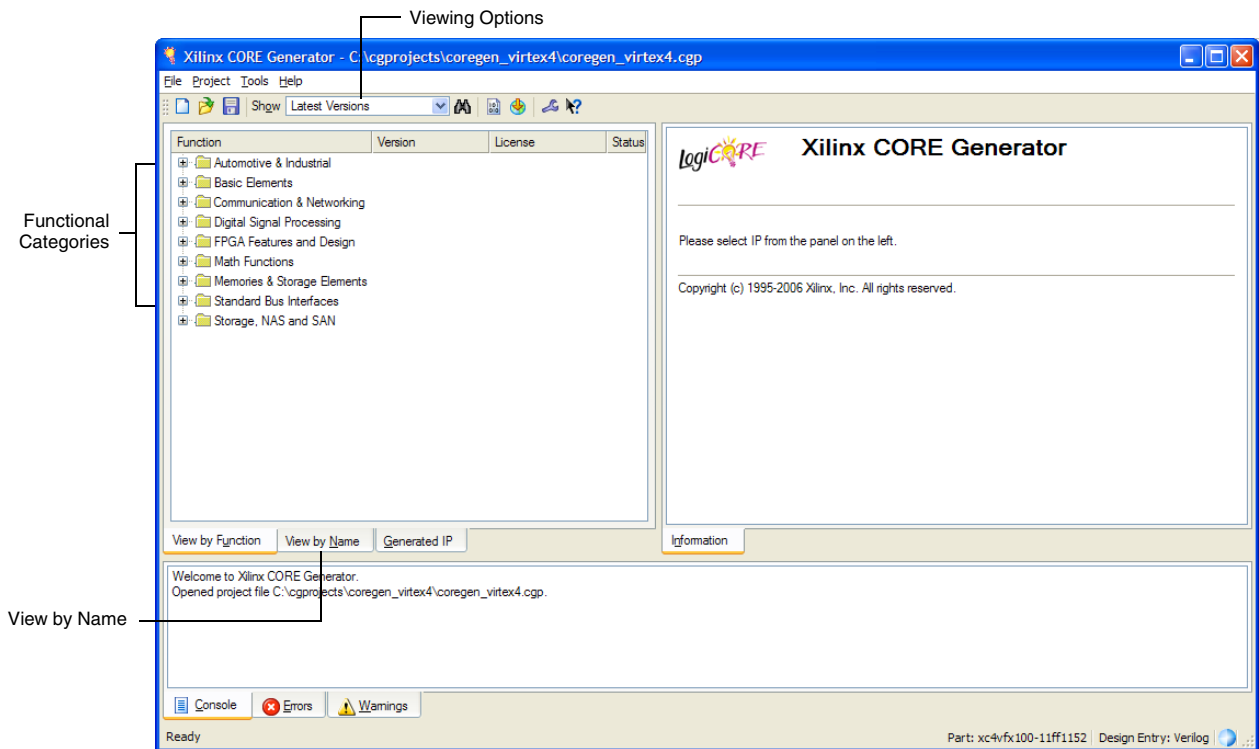 Viewing Options
Xilinx CORE Generator - C:\cgprojects\coregen_virtex4\coregen_virtex4.cgp
File Project Tools Help
Show Latest Versions
Function Version License Status
Automotive & Industrial
Basic Elements
Communication & Networking
Digital Signal Processing
FPGA Features and Design
Math Functions
Memories & Storage Elements
Standard Bus Interfaces
Storage, NAS and SAN
Functional
Categories
LogiCORE
Xilinx CORE Generator
Please select IP from the panel on the left.
Copyright (c) 1995-2006 Xilinx, Inc. All rights reserved.
View by Function View by Name Generated IP
Information
Welcome to Xilinx CORE Generator.
Opened project file C:\cgprojects\coregen_virtex4\coregen_virtex4.cgp.
View by Name
Console Errors Warnings
Ready
Part: xc4vfx100-11ff1152 Design Entry: Verilog